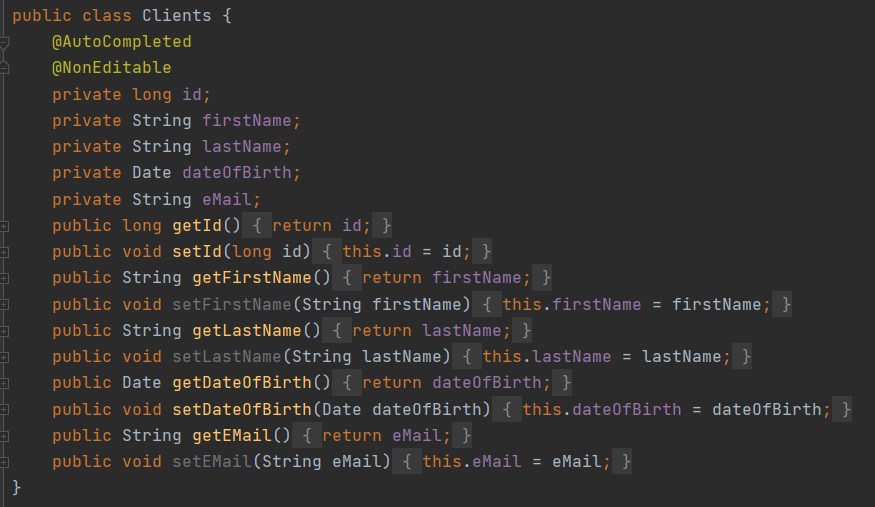 public class Clients {
@AutoCompleted
@NonEditable
private long id;
private String firstName;
private String lastName;
private Date dateOfBirth;
private String eMail;
public long getId() { return id; }
public void setId(long id) { this.id = id; }
public String getFirstName() { return firstName; }
public void setFirstName(String firstName) { this.firstName = firstName; }
public String getLastName() { return lastName; }
public void setLastName(String lastName) { this.lastName = lastName; }
public Date getDateOfBirth() { return dateOfBirth; }
public void setDateOfBirth(Date dateOfBirth) { this.dateOfBirth = dateOfBirth; }
public String getEMail() { return eMail; }
public void setEMail(String eMail) { this.eMail = eMail; }
}